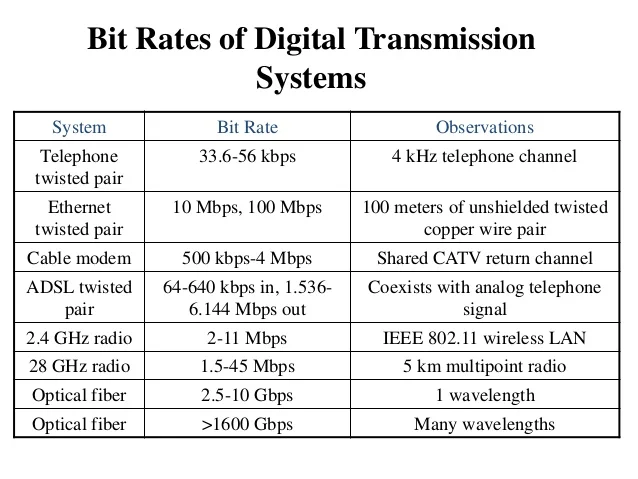 Bit Rates of Digital Transmission
Systems
System Bit Rate Observations
Telephone 33.6-56 kbps 4 kHz telephone channel
twisted pair
Ethernet 10 Mbps, 100 Mbps 100 meters of unshielded twisted
twisted pair copper wire pair
Cable modem 500 kbps-4 Mbps Shared CATV return channel
ADSL twisted 64-640 kbps in, 1.536- Coexists with analog telephone
pair 6.144 Mbps out signal
2.4 GHz radio 2-11 Mbps IEEE 802.11 wireless LAN
28 GHz radio 1.5-45 Mbps 5 km multipoint radio
Optical fiber 2.5-10 Gbps 1 wavelength
Optical fiber >1600 Gbps Many wavelengths